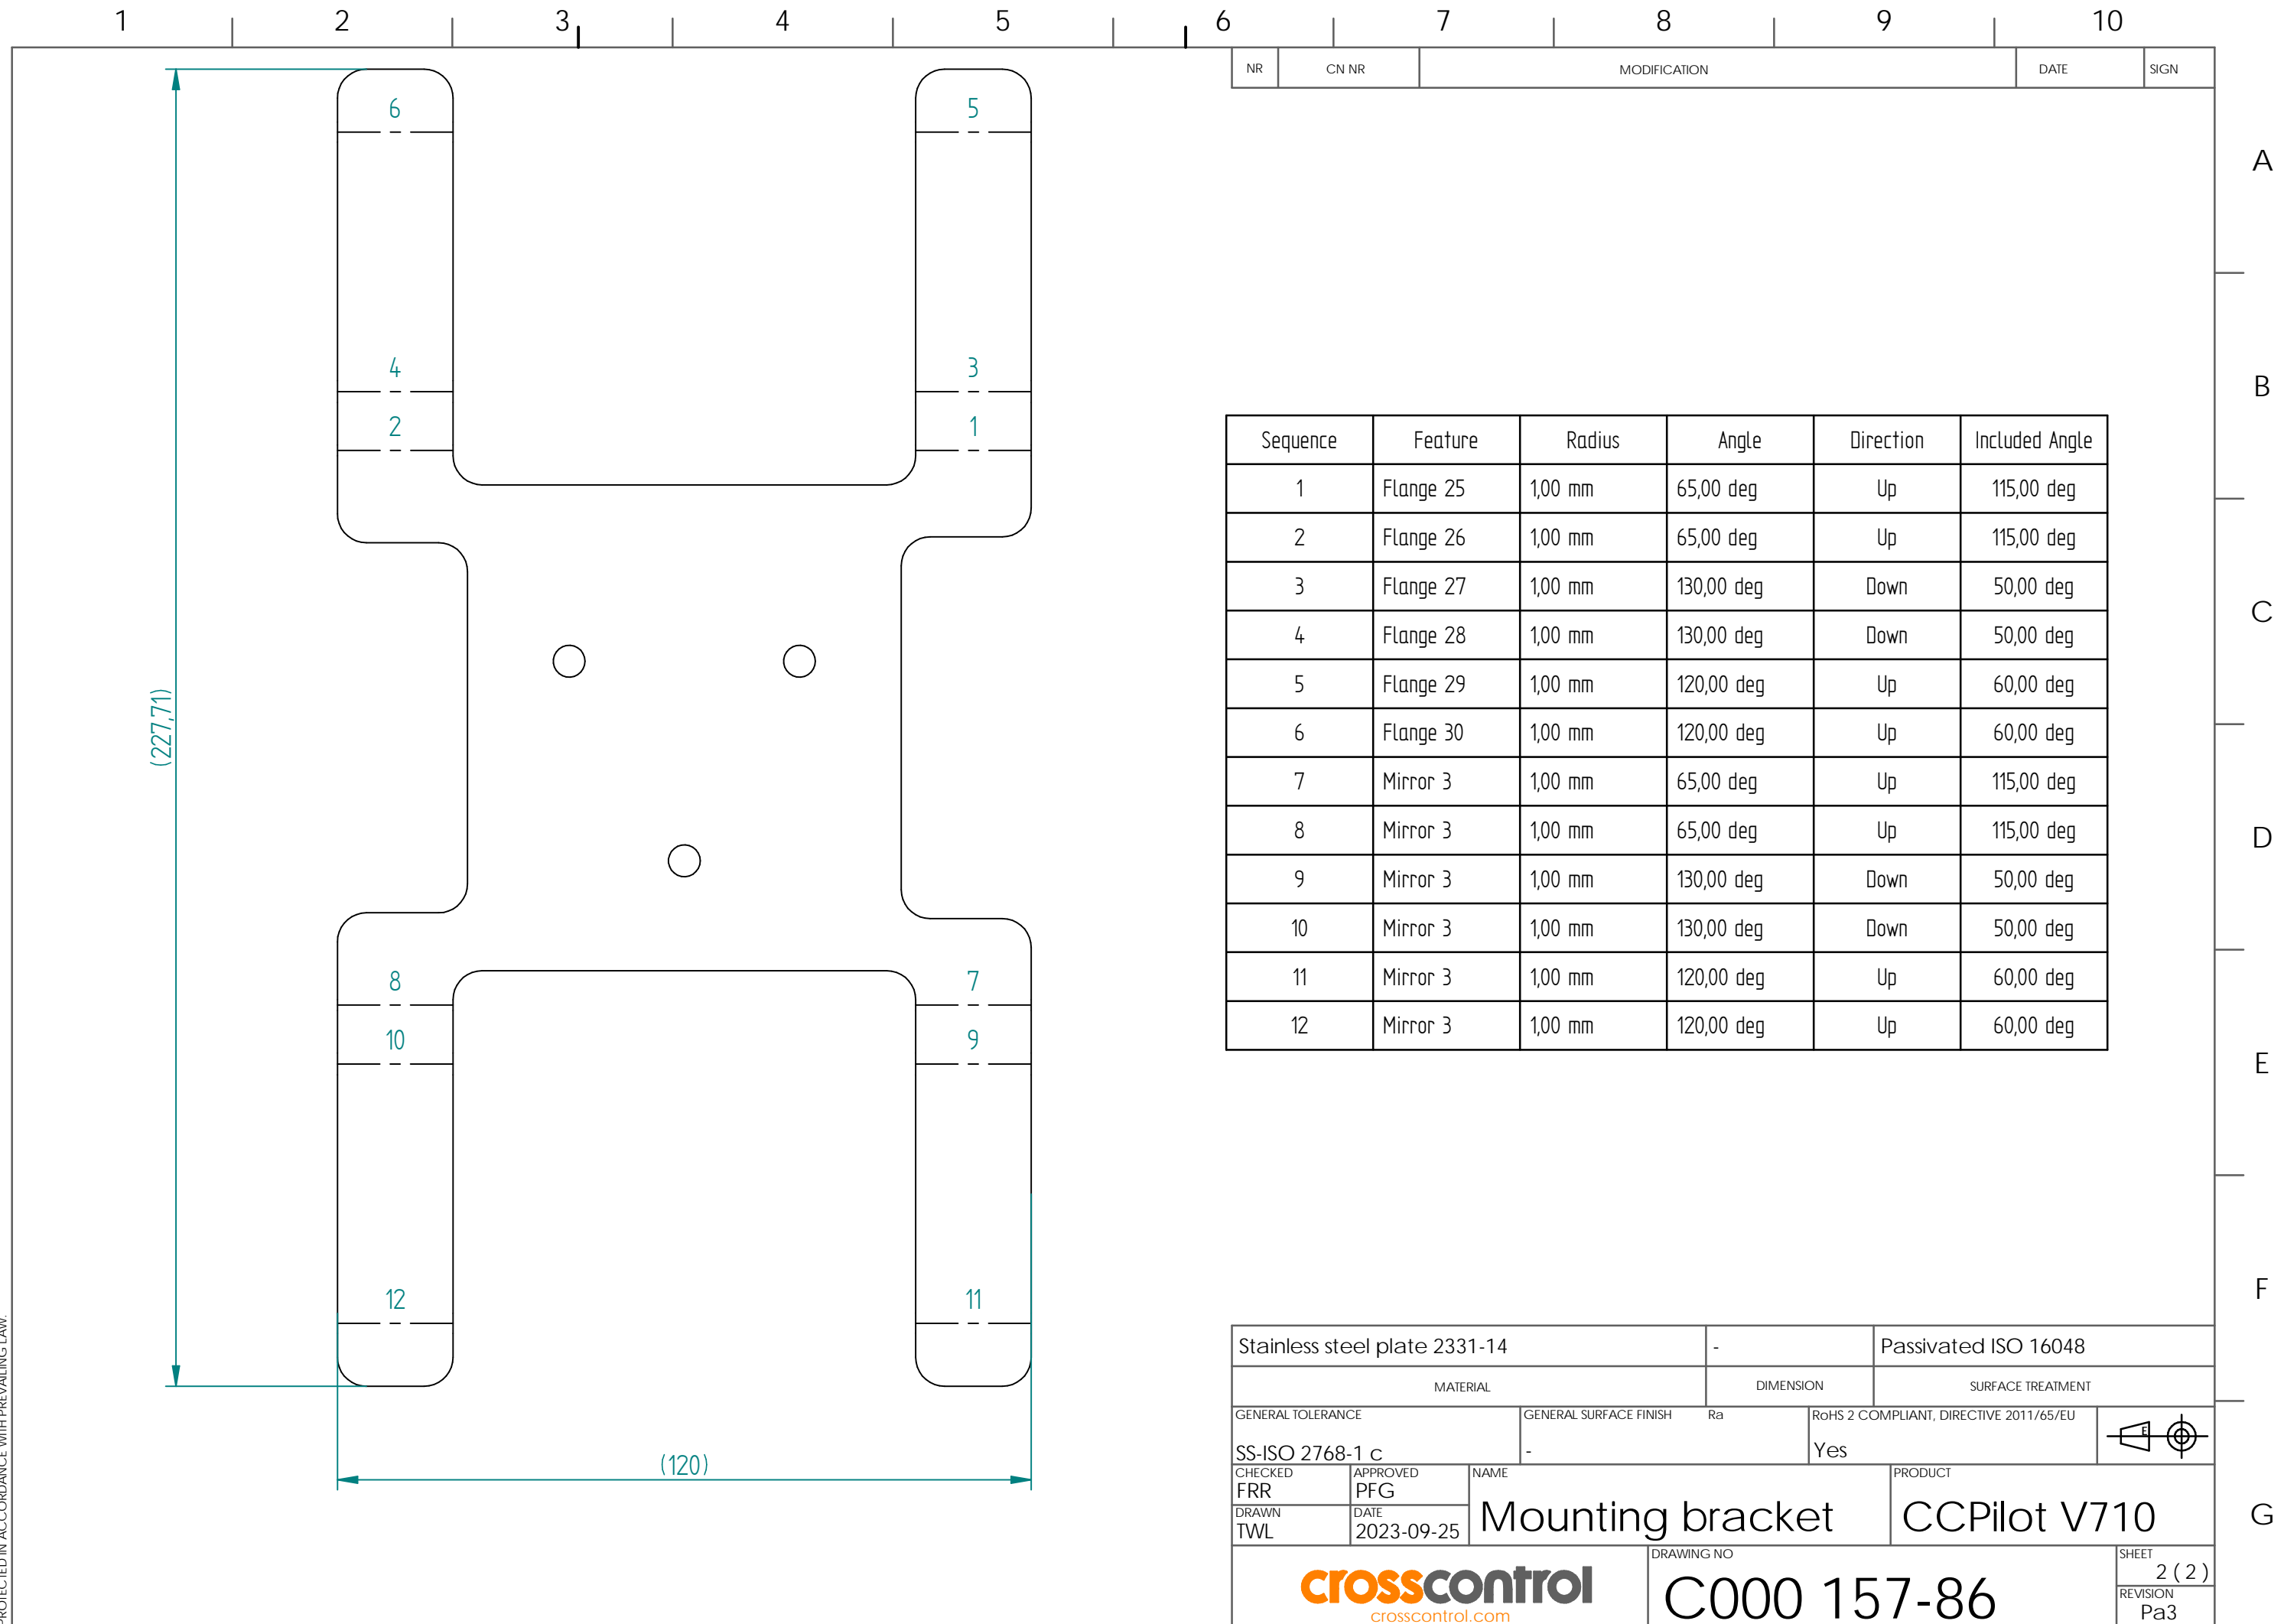 1 2 3 4 5 6 7 8 9 10
NR CN NR MODIFICATION DATE SIGN
A
B
C
D
E
F
G
6 5
4 3
2 1
8 7
10 9
12 11
(227,71)
(120)
Sequence Feature Radius Angle Direction Included Angle
1 Flange 25 1,00 mm 65,00 deg Up 115,00 deg
2 Flange 26 1,00 mm 65,00 deg Up 115,00 deg
3 Flange 27 1,00 mm 130,00 deg Down 50,00 deg
4 Flange 28 1,00 mm 130,00 deg Down 50,00 deg
5 Flange 29 1,00 mm 120,00 deg Up 60,00 deg
6 Flange 30 1,00 mm 120,00 deg Up 60,00 deg
7 Mirror 3 1,00 mm 65,00 deg Up 115,00 deg
8 Mirror 3 1,00 mm 65,00 deg Up 115,00 deg
9 Mirror 3 1,00 mm 130,00 deg Down 50,00 deg
10 Mirror 3 1,00 mm 130,00 deg Down 50,00 deg
11 Mirror 3 1,00 mm 120,00 deg Up 60,00 deg
12 Mirror 3 1,00 mm 120,00 deg Up 60,00 deg
Stainless steel plate 2331-14 - Passivated ISO 16048
MATERIAL DIMENSION SURFACE TREATMENT
GENERAL TOLERANCE GENERAL SURFACE FINISH Ra RoHS 2 COMPLIANT, DIRECTIVE 2011/65/EU
SS-ISO 2768-1 c - Yes E
CHECKED APPROVED NAME PRODUCT
FRR PFG
DRAWN DATE
TWL 2023-09-25 Mounting bracket CCPilot V710
crosscontrol
crosscontrol.com
DRAWING NO
C000 157-86
SHEET
2 ( 2 )
REVISION
Pa3
PROTECTED IN ACCORDANCE WITH PREVAILING LAW.